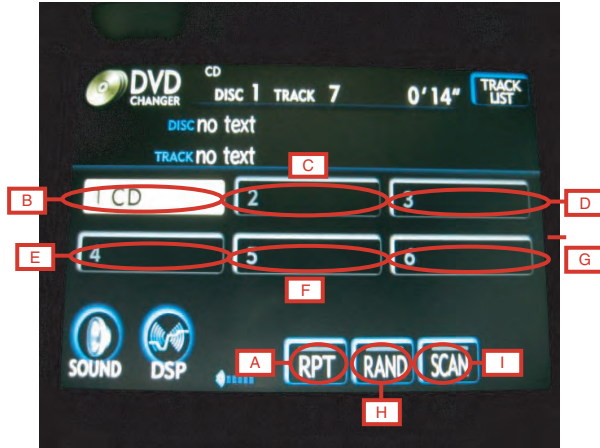 DVD CHANGER CD DISC 1 TRACK 7 0'14" TRACK LIST
DISC no text
TRACK no text
C
B 1 CD 2 3 D
E 4 5 6 G
F
SOUND DSP A RPT RAND SCAN I
H